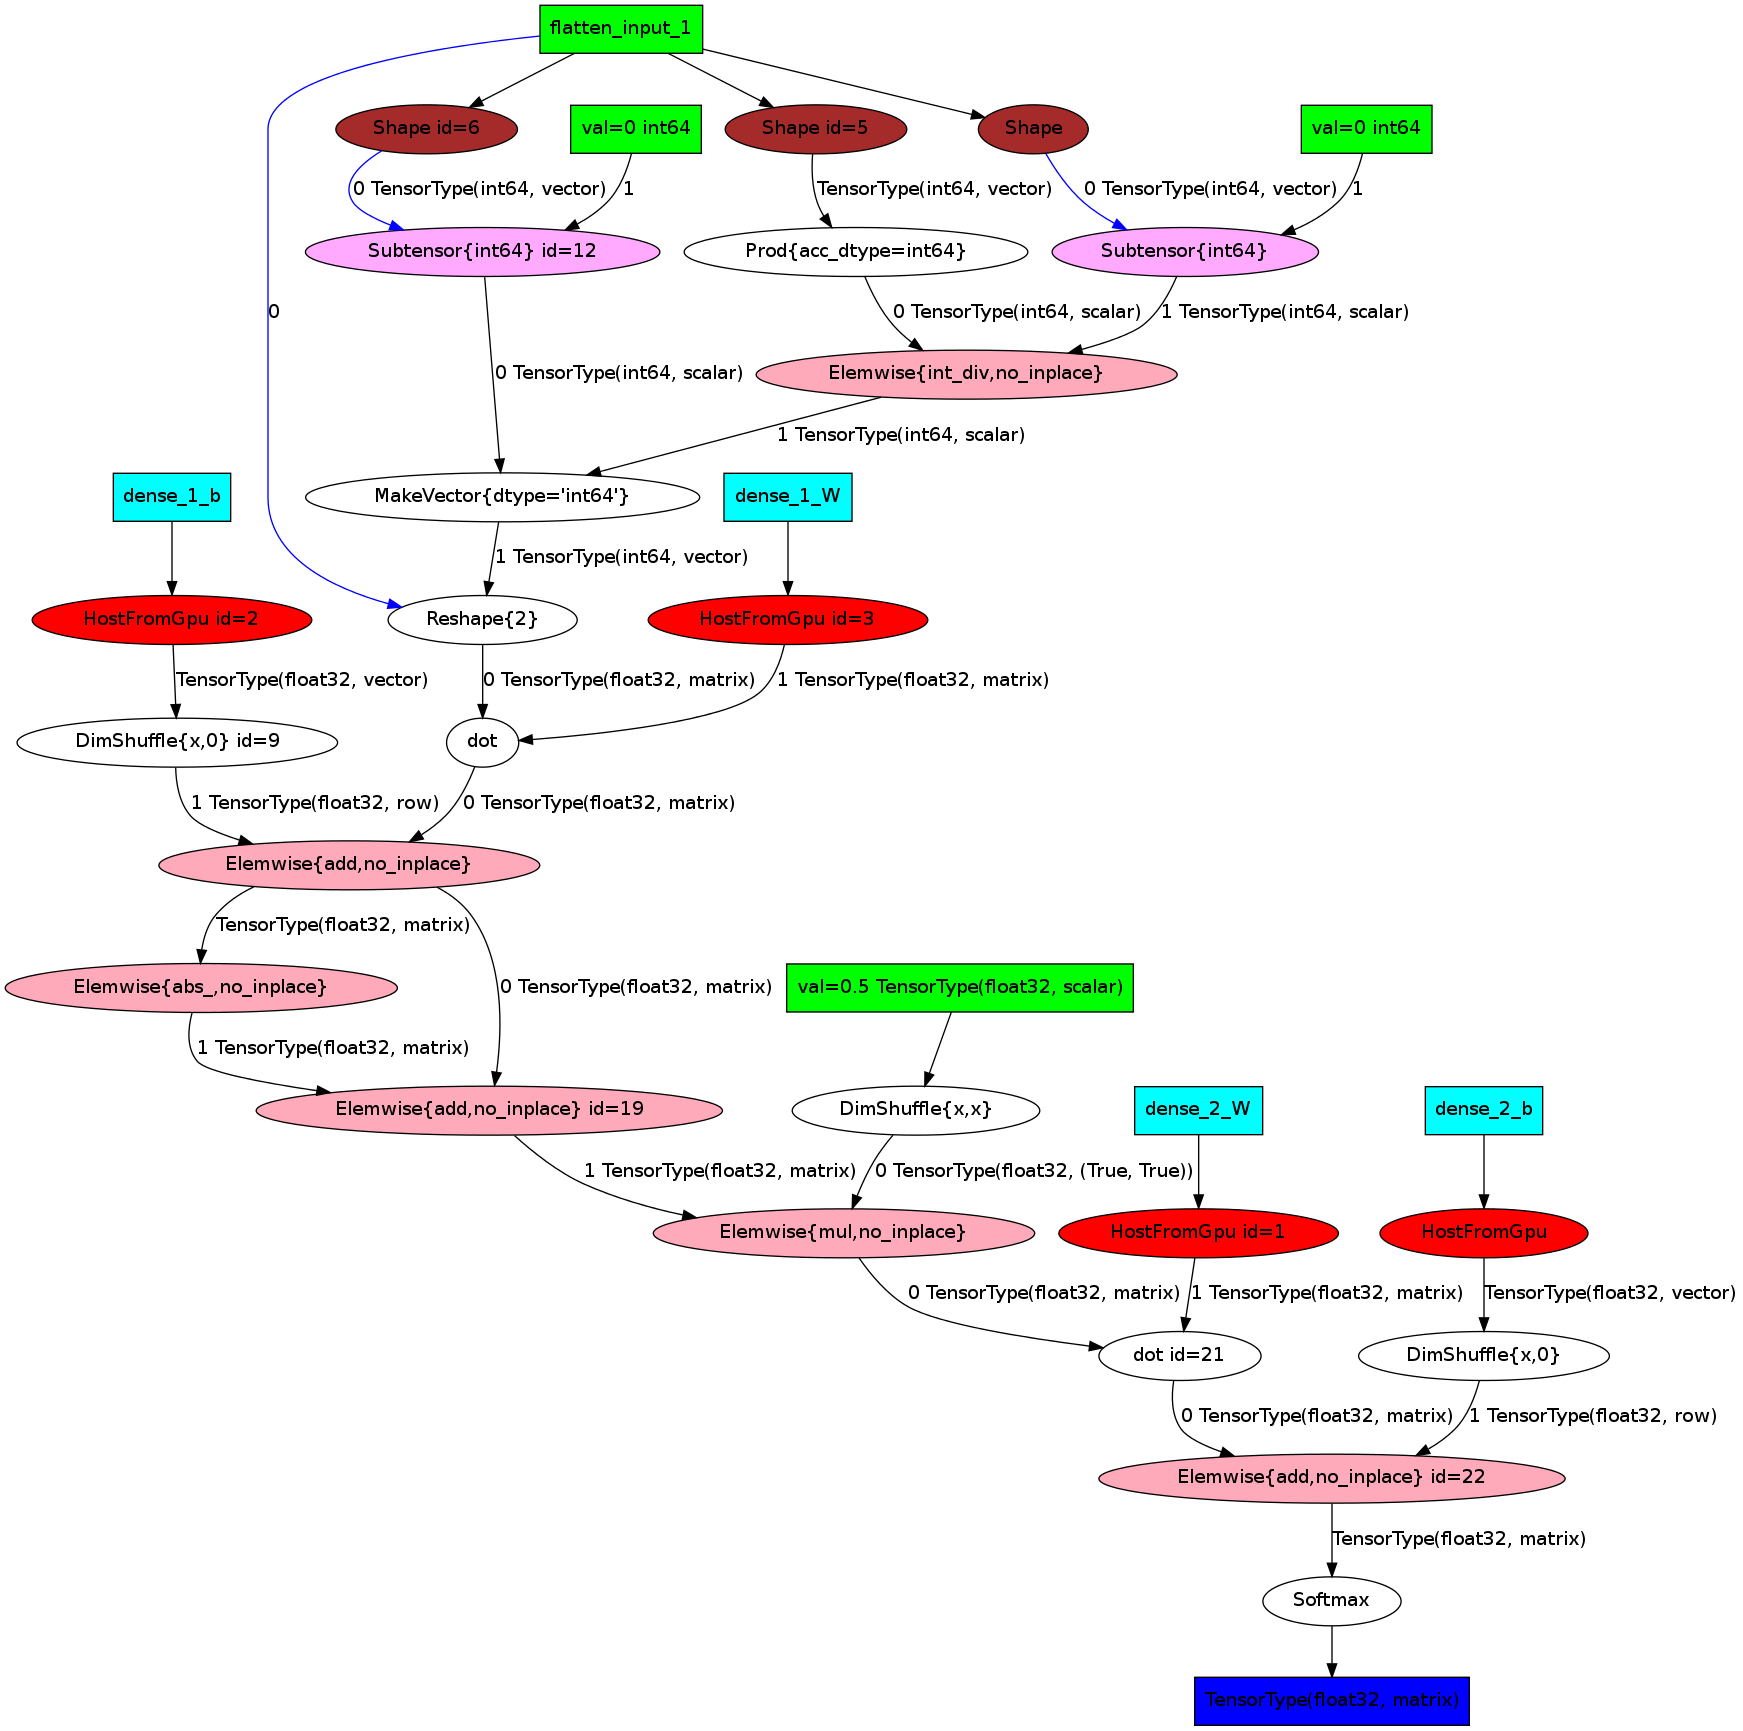 flatten_input_1
Shape id=6
val=0 int64
Shape id=5
Shape
val=0 int64
0 TensorType(int64, vector)
1
TensorType(int64, vector)
0 TensorType(int64, vector)
1
Subtensor{int64} id=12
Prod{acc_dtype=int64}
Subtensor{int64}
0
0 TensorType(int64, scalar)
1 TensorType(int64, scalar)
0 TensorType(int64, scalar)
Elemwise{int_div,no_inplace}
1 TensorType(int64, scalar)
dense_1_b
MakeVector{dtype='int64'}
dense_1_W
1 TensorType(int64, vector)
HostFromGpu id=2
Reshape{2}
HostFromGpu id=3
TensorType(float32, vector)
0 TensorType(float32, matrix)
1 TensorType(float32, matrix)
DimShuffle{x,0} id=9
dot
1 TensorType(float32, row)
0 TensorType(float32, matrix)
Elemwise{add,no_inplace}
TensorType(float32, matrix)
Elemwise{abs_,no_inplace}
0 TensorType(float32, matrix)
val=0.5 TensorType(float32, scalar)
1 TensorType(float32, matrix)
Elemwise{add,no_inplace} id=19
DimShuffle{x,x}
dense_2_W
dense_2_b
1 TensorType(float32, matrix)
0 TensorType(float32, (True, True))
Elemwise{mul,no_inplace}
HostFromGpu id=1
HostFromGpu
0 TensorType(float32, matrix)
1 TensorType(float32, matrix)
TensorType(float32, vector)
dot id=21
DimShuffle{x,0}
0 TensorType(float32, matrix)
1 TensorType(float32, row)
Elemwise{add,no_inplace} id=22
TensorType(float32, matrix)
Softmax
TensorType(float32, matrix)